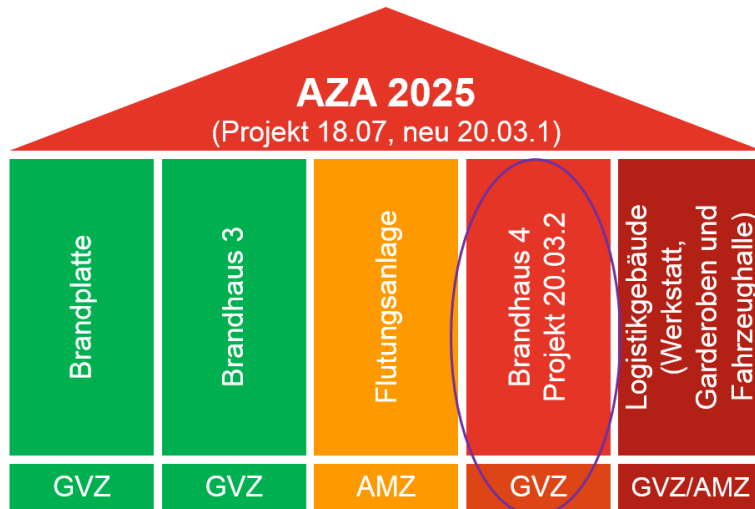 AZA 2025
(Projekt 18.07, neu 20.03.1)
Brandplatte
Brandhaus 3
Flutungsanlage
Brandhaus 4
Projekt 20.03.2
Logistikgebäude
(Werkstatt,
Garderoben und
Fahrzeughalle)
GVZ
GVZ
AMZ
GVZ
GVZ/AMZ